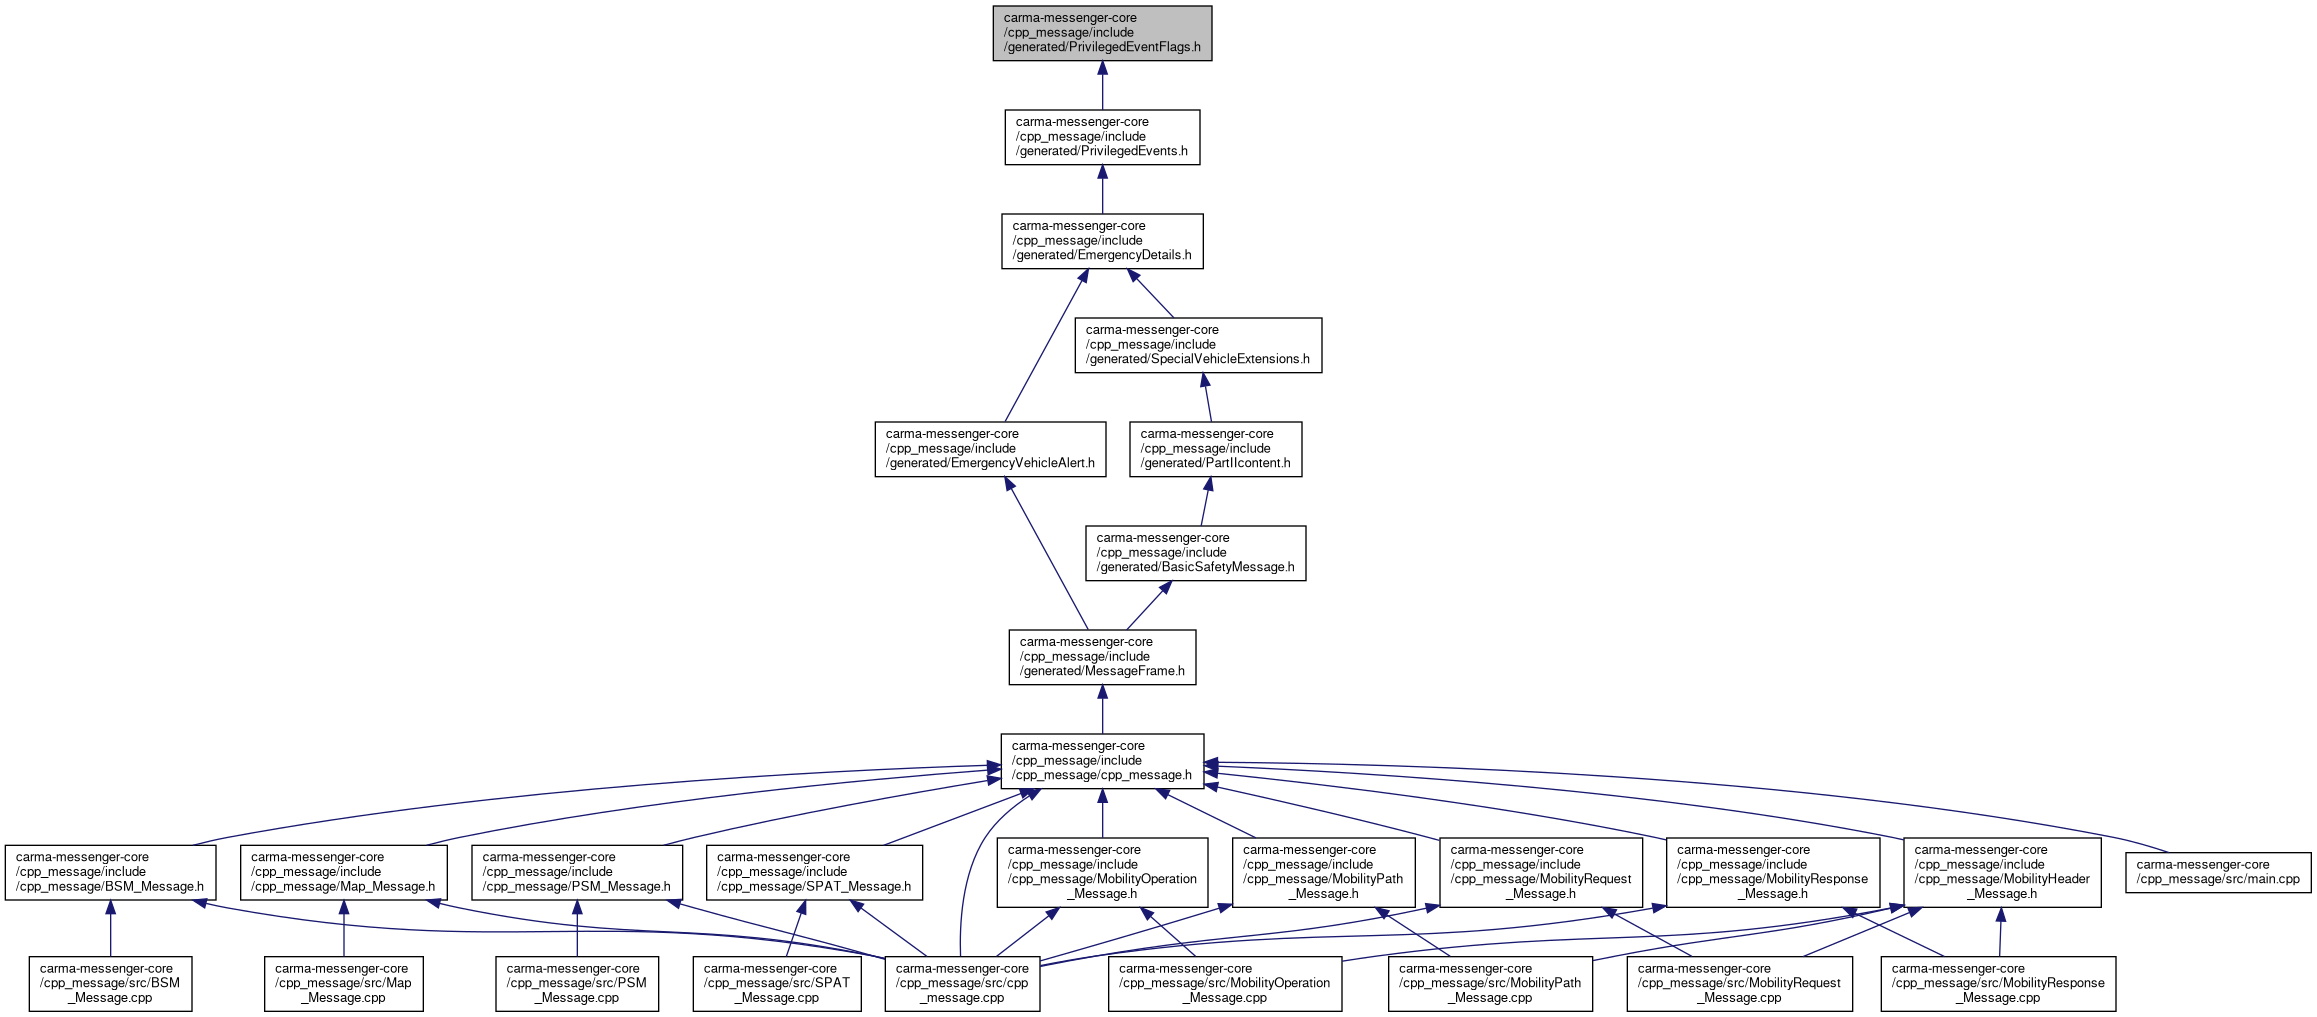 carma-messenger-core
/cpp_message/include
/generated/PrivilegedEventFlags.h
carma-messenger-core
/cpp_message/include
/generated/PrivilegedEvents.h
carma-messenger-core
/cpp_message/include
/generated/EmergencyDetails.h
carma-messenger-core
/cpp_message/include
/generated/SpecialVehicleExtensions.h
carma-messenger-core
/cpp_message/include
/generated/EmergencyVehicleAlert.h
carma-messenger-core
/cpp_message/include
/generated/PartIIcontent.h
carma-messenger-core
/cpp_message/include
/generated/BasicSafetyMessage.h
carma-messenger-core
/cpp_message/include
/generated/MessageFrame.h
carma-messenger-core
/cpp_message/include
/cpp_message/cpp_message.h
carma-messenger-core
/cpp_message/include
/cpp_message/BSM_Message.h
carma-messenger-core
/cpp_message/include
/cpp_message/Map_Message.h
carma-messenger-core
/cpp_message/include
/cpp_message/PSM_Message.h
carma-messenger-core
/cpp_message/include
/cpp_message/SPAT_Message.h
carma-messenger-core
/cpp_message/include
/cpp_message/MobilityOperation
_Message.h
carma-messenger-core
/cpp_message/include
/cpp_message/MobilityPath
_Message.h
carma-messenger-core
/cpp_message/include
/cpp_message/MobilityRequest
_Message.h
carma-messenger-core
/cpp_message/include
/cpp_message/MobilityResponse
_Message.h
carma-messenger-core
/cpp_message/include
/cpp_message/MobilityHeader
_Message.h
carma-messenger-core
/cpp_message/src/main.cpp
carma-messenger-core
/cpp_message/src/BSM
_Message.cpp
carma-messenger-core
/cpp_message/src/Map
_Message.cpp
carma-messenger-core
/cpp_message/src/PSM
_Message.cpp
carma-messenger-core
/cpp_message/src/SPAT
_Message.cpp
carma-messenger-core
/cpp_message/src/cpp
_message.cpp
carma-messenger-core
/cpp_message/src/MobilityOperation
_Message.cpp
carma-messenger-core
/cpp_message/src/MobilityPath
_Message.cpp
carma-messenger-core
/cpp_message/src/MobilityRequest
_Message.cpp
carma-messenger-core
/cpp_message/src/MobilityResponse
_Message.cpp